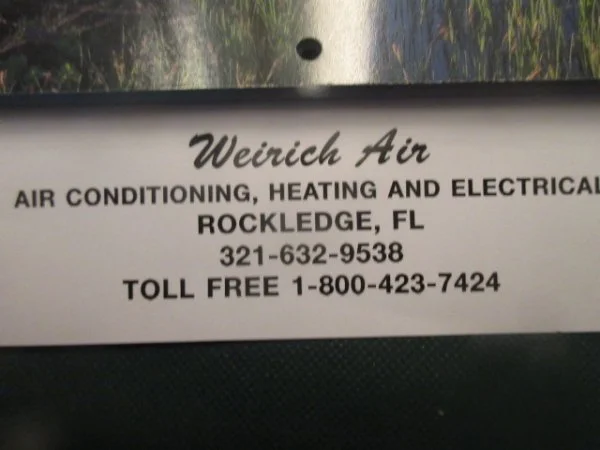 Weirich Air
AIR CONDITIONING, HEATING AND ELECTRICAL
ROCKLEDGE, FL
321-632-9538
TOLL FREE 1-800-423-7424